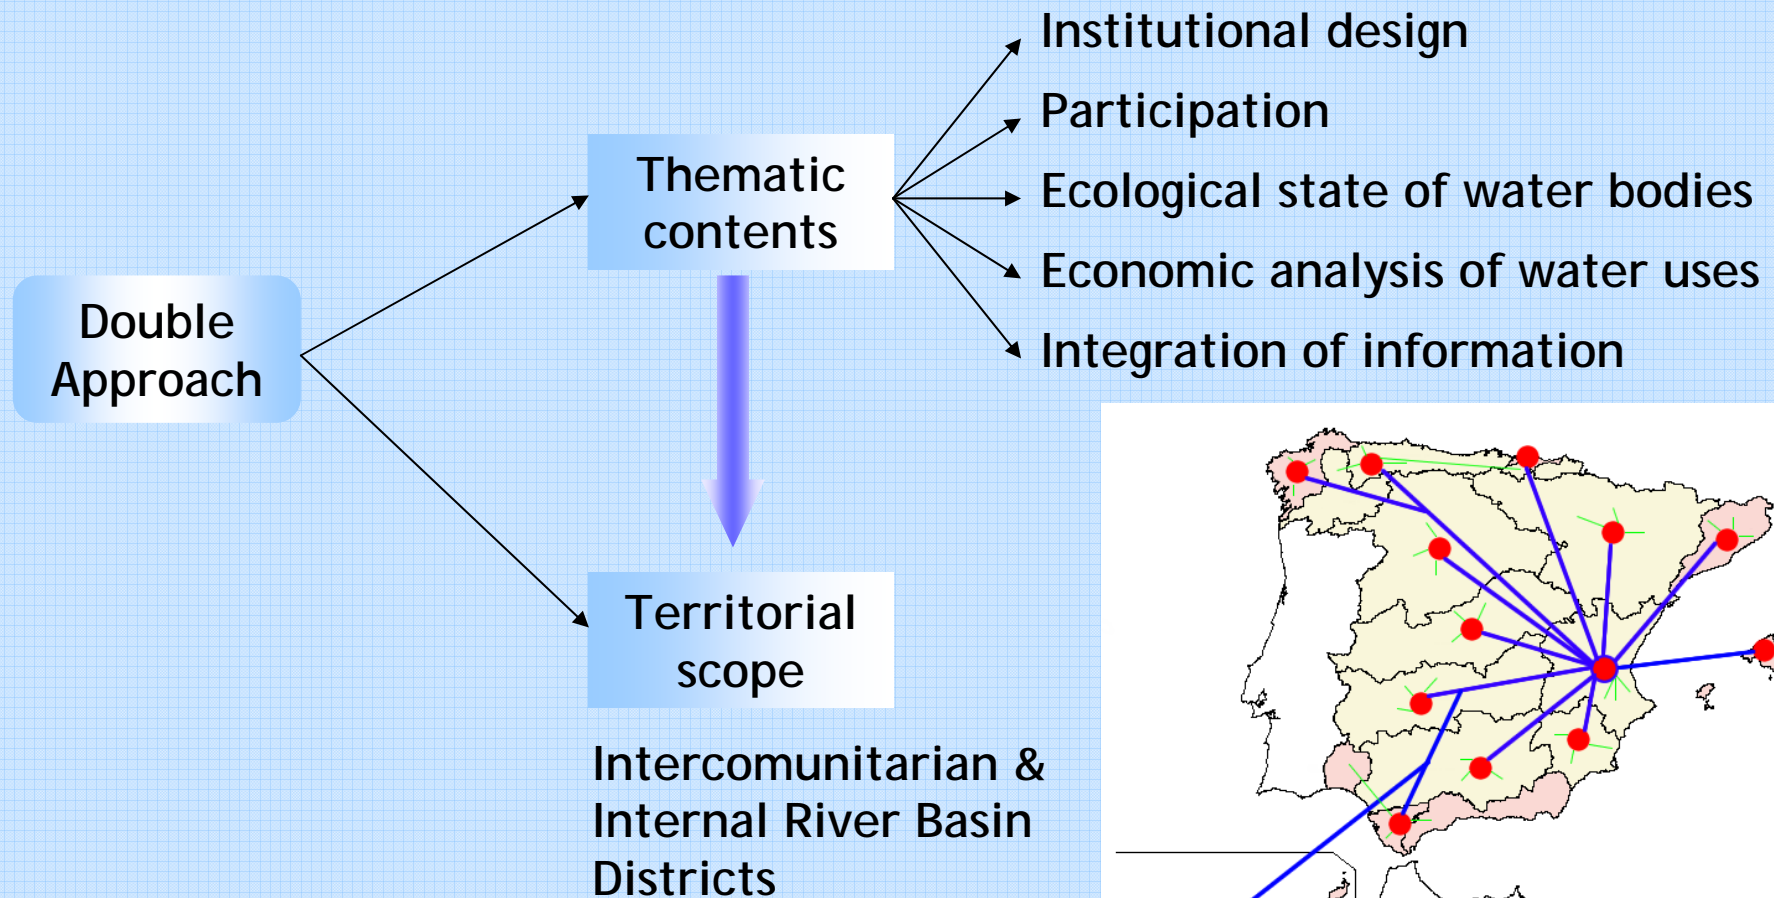 Double
Approach
Thematic
contents
Institutional design
Participation
Ecological state of water bodies
Economic analysis of water uses
Integration of information
Territorial
scope
Intercomunitarian &
Internal River Basin
Districts